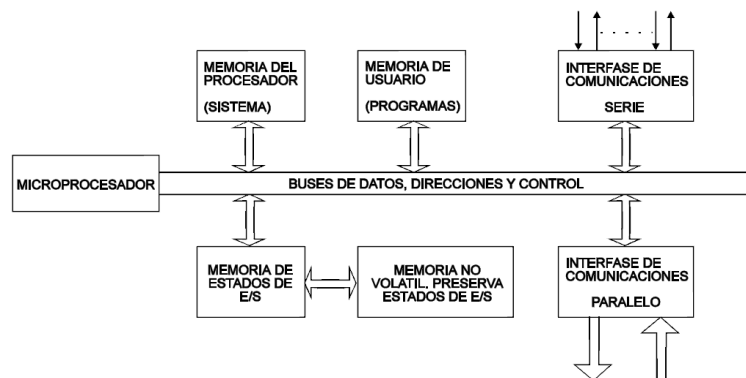 MEMORIA DEL
PROCESADOR
(SISTEMA)
MEMORIA DE
USUARIO
(PROGRAMAS)
INTERFASE DE
COMUNICACIONES
SERIE
MICROPROCESADOR
BUSES DE DATOS, DIRECCIONES Y CONTROL
MEMORIA DE
ESTADOS DE
E/S
MEMORIA NO
VOLATIL, PRESERVA
ESTADOS DE E/S
INTERFASE DE
COMUNICACIONES
PARALELO